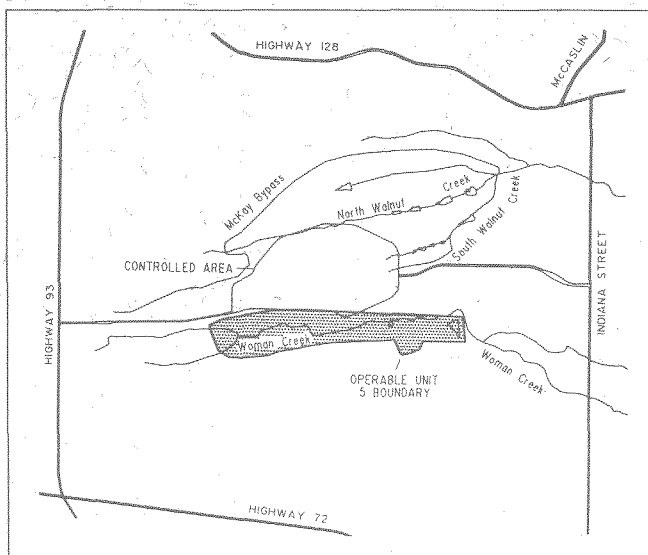 HIGHWAY 128
McCASLIN
McKay Bypass
North Walnut Creek
South Walnut Creek
CONTROLLED AREA
HIGHWAY 93
INDIANA STREET
Woman Creek
Woman Creek
OPERABLE UNIT
5 BOUNDARY
HIGHWAY 72